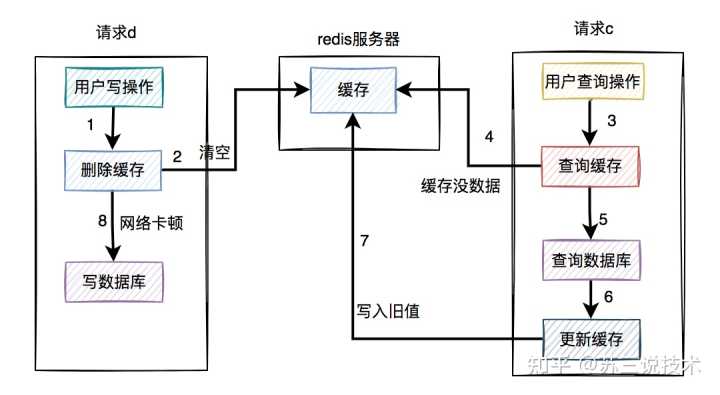 请求d
用户写操作
1
删除缓存
2
清空
8
网络卡顿
写数据库
redis服务器
缓存
4
缓存没数据
7
写入旧值
请求c
用户查询操作
3
查询缓存
5
查询数据库
6
更新缓存
知乎 @苏三说技术